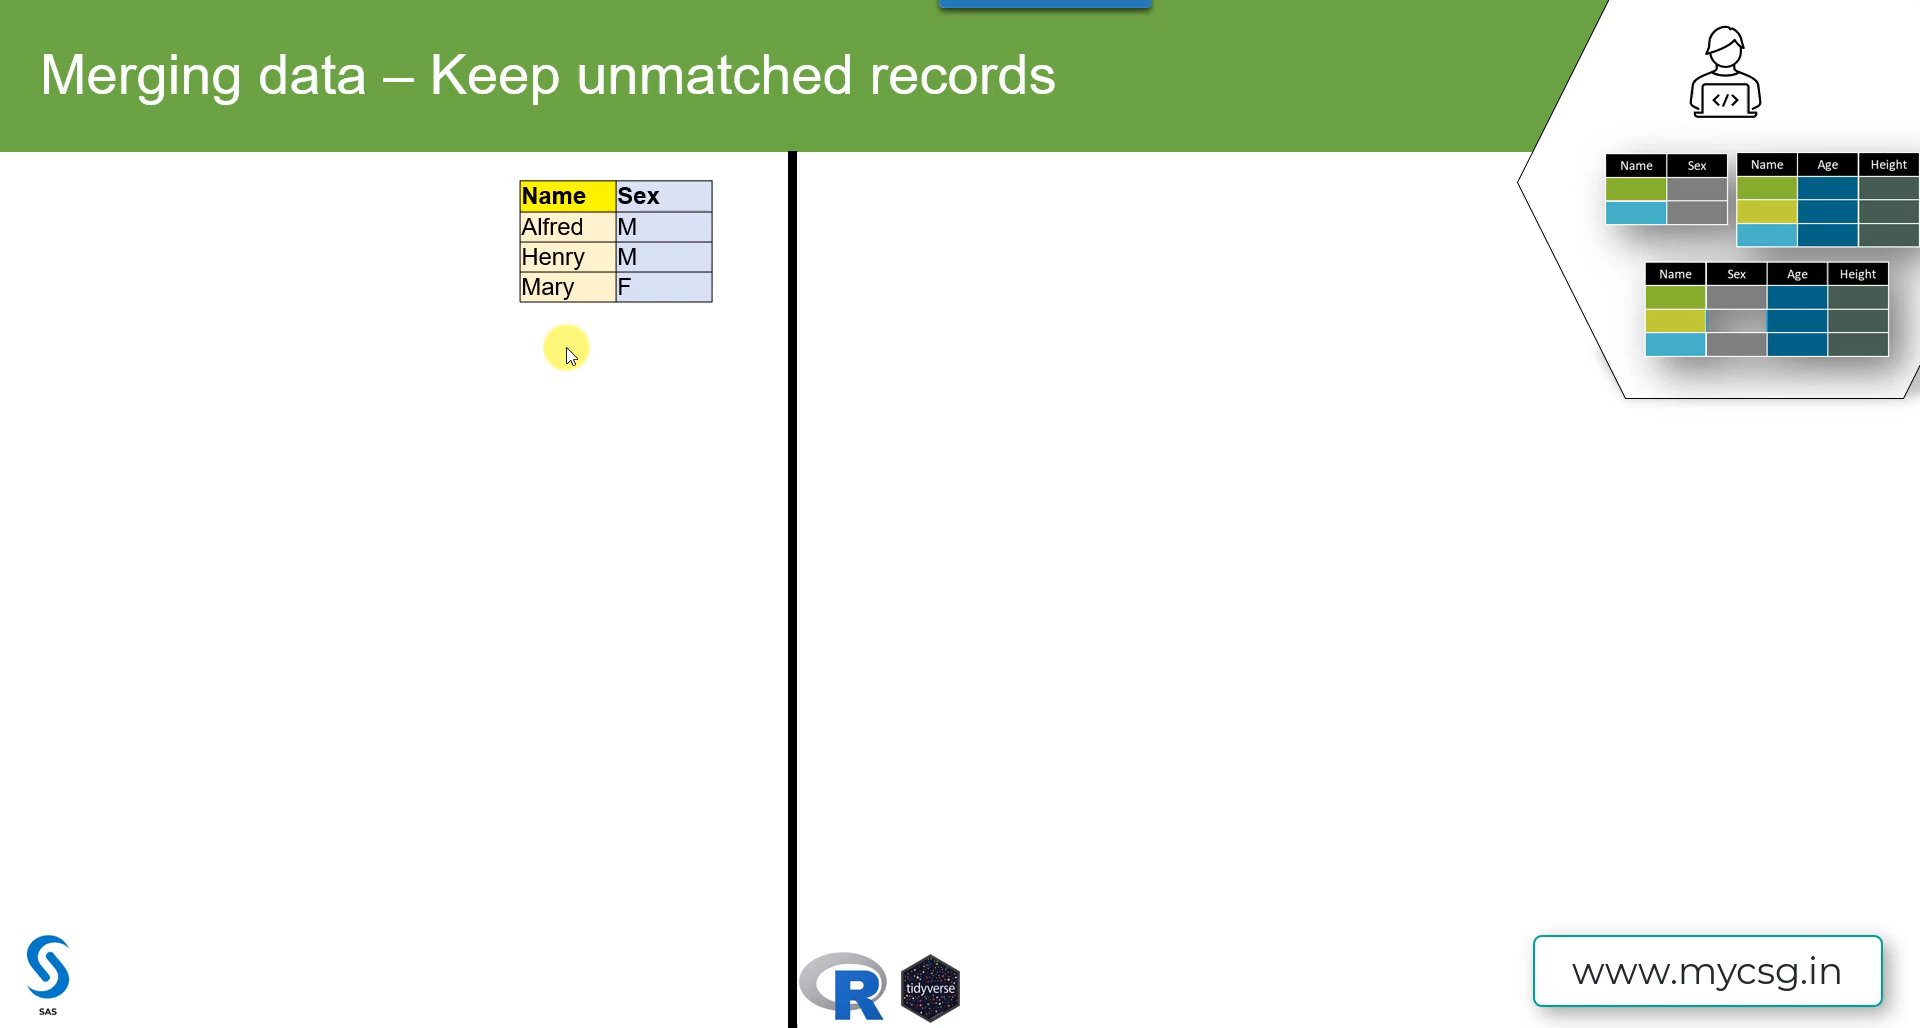 Merging data – Keep unmatched records
</>
Name Sex
Name Age Height
Name Sex Age Height
Name Sex
Alfred M
Henry M
Mary F
SAS
R
tidyverse
www.mycsg.in